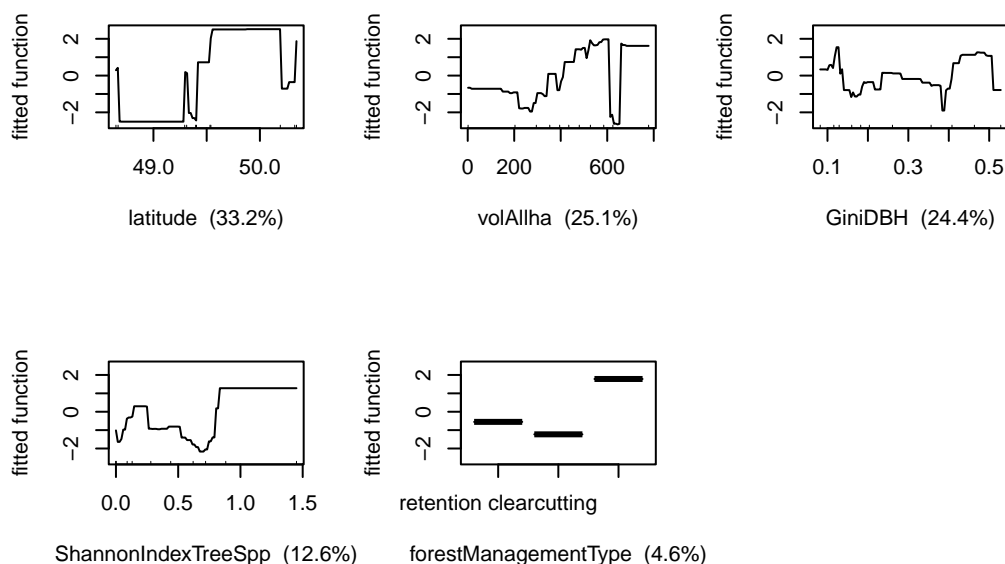 fitted function
2
0
−2
49.0 50.0
latitude (33.2%)
fitted function
2
0
−2
0 200 600
volAllha (25.1%)
fitted function
2
0
−2
0.1 0.3 0.5
GiniDBH (24.4%)
fitted function
2
0
−2
0.0 0.5 1.0 1.5
ShannonIndexTreeSpp (12.6%)
fitted function
2
0
−2
retention clearcutting
forestManagementType (4.6%)